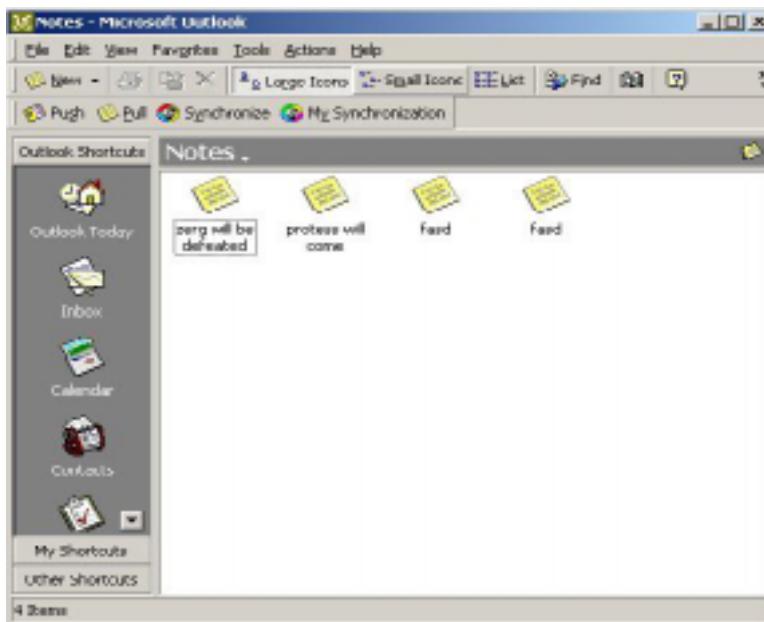 Notes - Microsoft Outlook
File Edit View Favorites Tools Actions Help
New Large Icons Small Icons List Find
Push Pull Synchronize My Synchronization
Outlook Shortcuts Notes .
Outlook Today
zerg will be
defeated
protoss will
come
fasd
fasd
Inbox
Calendar
Contacts
My Shortcuts
Other Shortcuts
4 Items